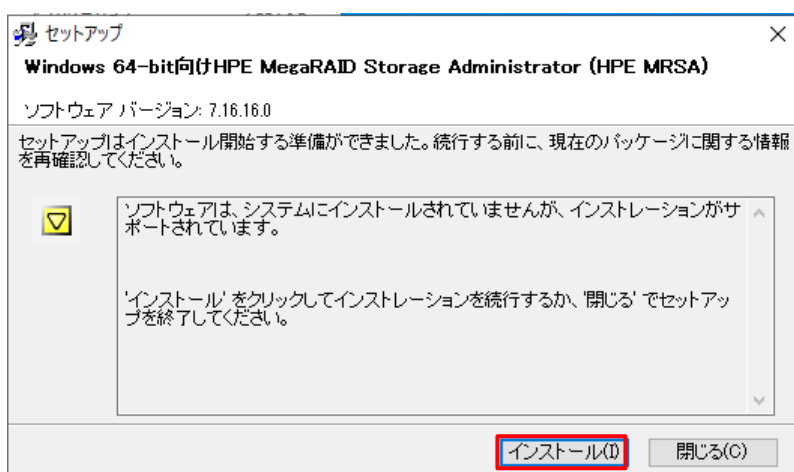 セットアップ
Windows 64-bit向けHPE MegaRAID Storage Administrator (HPE MRSA)
ソフトウェア バージョン: 7.16.16.0
セットアップはインストール開始する準備ができました。続行する前に、現在のパッケージに関する情報
を再確認してください。
ソフトウェアは、システムにインストールされていませんが、インストレーションがサ
ポートされています。
'インストール' をクリックしてインストレーションを続行するか、'閉じる' でセットアッ
プを終了してください。
インストール(I)
閉じる(C)